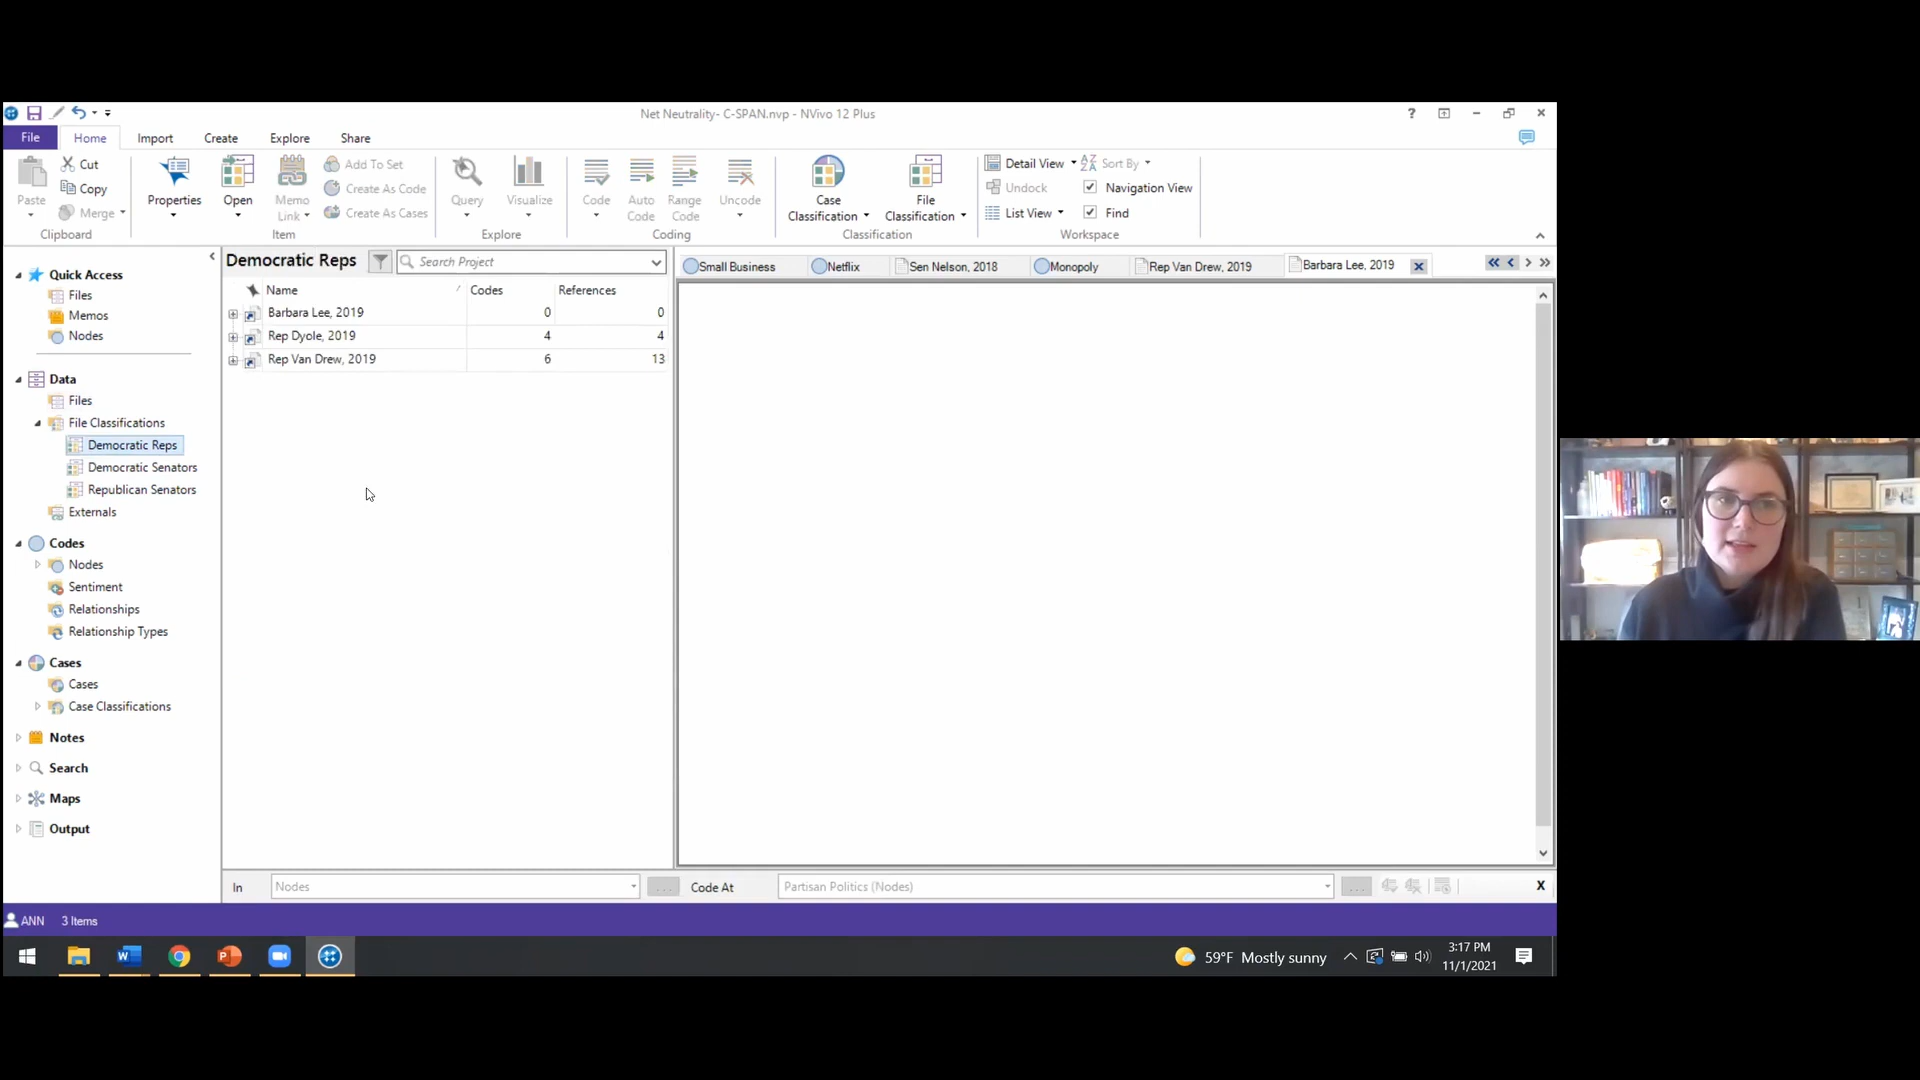 Net Neutrality- C-SPAN.nvp - NVivo 12 Plus
?
File
Home
Import
Create
Explore
Share
Paste
Cut
Copy
Merge
Clipboard
Properties
Open
Memo
Link
Add To Set
Create As Code
Create As Cases
Item
Query
Visualize
Explore
Code
Auto
Code
Range
Code
Uncode
Coding
Case
Classification
File
Classification
Classification
Detail View
Sort By
Undock
Navigation View
List View
Find
Workspace
Quick Access
Files
Memos
Nodes
Data
Files
File Classifications
Democratic Reps
Democratic Senators
Republican Senators
Externals
Codes
Nodes
Sentiment
Relationships
Relationship Types
Cases
Cases
Case Classifications
Notes
Search
Maps
Output
Democratic Reps
Search Project
Name Codes References
Barbara Lee, 2019 0 0
Rep Dyole, 2019 4 4
Rep Van Drew, 2019 6 13
Small Business
Netflix
Sen Nelson, 2018
Monopoly
Rep Van Drew, 2019
Barbara Lee, 2019
In
Nodes
...
Code At
Partisan Politics (Nodes)
...
X
ANN 3 Items
59°F Mostly sunny
3:17 PM
11/1/2021